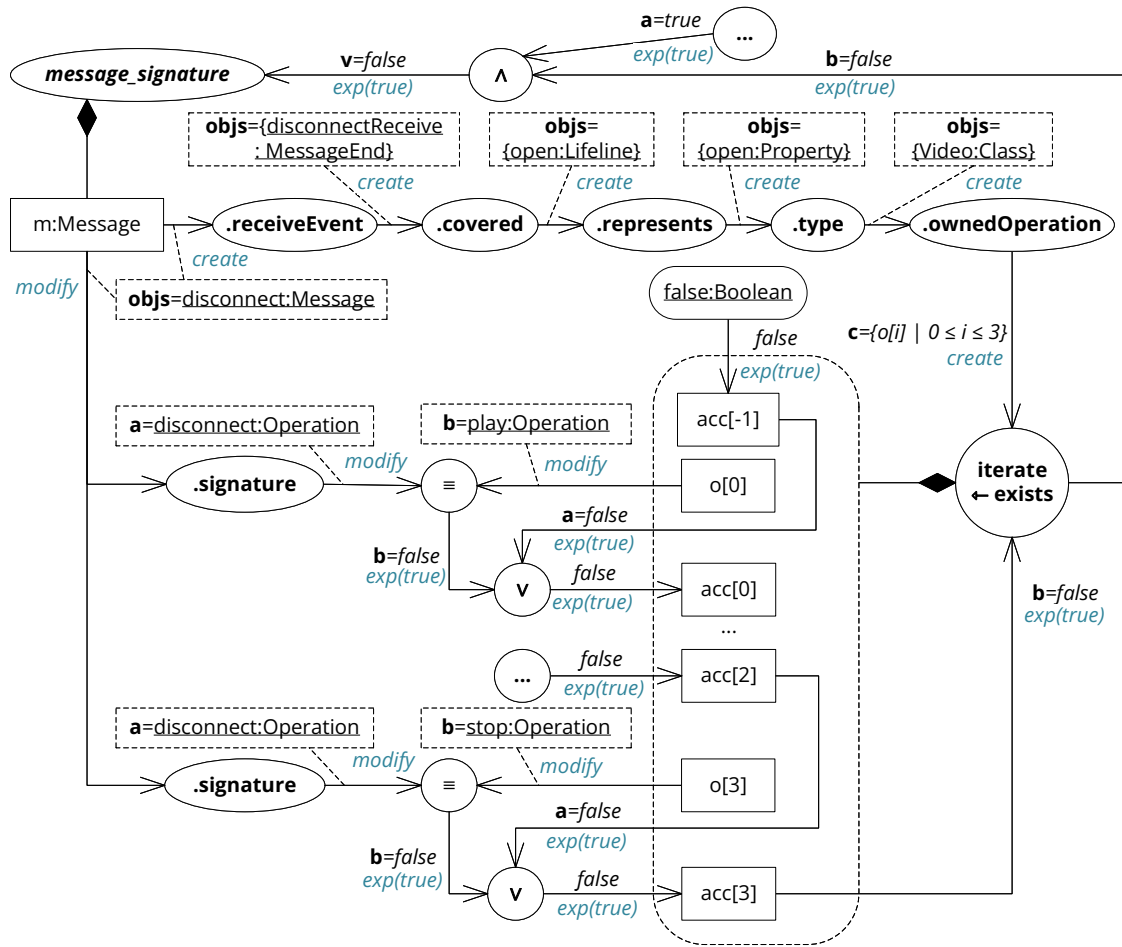 a=true
...
exp(true)
v=false
b=false
message_signature
∧
exp(true)
exp(true)
objs={disconnectReceive
: MessageEnd}
objs=
{open:Lifeline}
objs=
{open:Property}
objs=
{Video:Class}
create
create
create
create
m:Message
.receiveEvent
.covered
.represents
.type
.ownedOperation
create
modify
objs=disconnect:Message
false:Boolean
false
c={o[i] | 0 ≤ i ≤ 3}
create
exp(true)
acc[-1]
a=disconnect:Operation
b=play:Operation
modify
modify
.signature
≡
o[0]
iterate
← exists
a=false
exp(true)
b=false
exp(true)
∨
false
exp(true)
acc[0]
b=false
exp(true)
...
...
false
exp(true)
acc[2]
a=disconnect:Operation
b=stop:Operation
modify
modify
.signature
≡
o[3]
a=false
exp(true)
b=false
exp(true)
∨
false
exp(true)
acc[3]